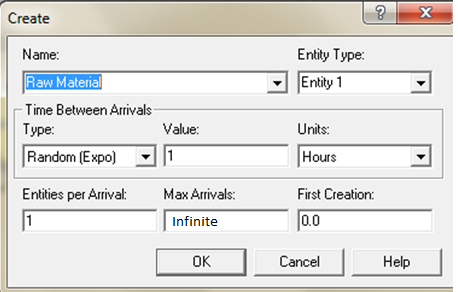 Create
Name: Entity Type:
Raw Material Entity 1
Time Between Arrivals
Type: Value: Units:
Random (Expo) 1 Hours
Entities per Arrival: Max Arrivals: First Creation:
1 Infinite 0.0
OK Cancel Help